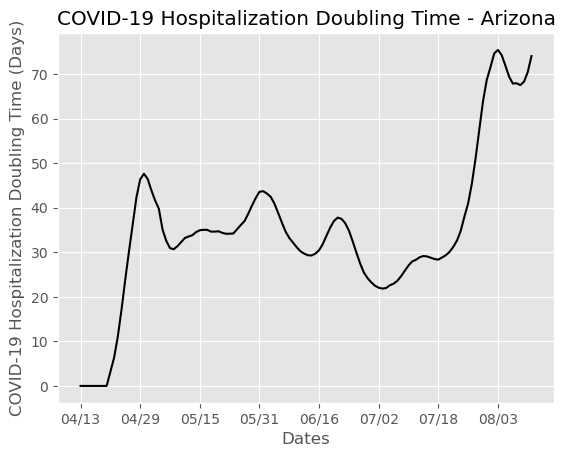 COVID-19 Hospitalization Doubling Time - Arizona
COVID-19 Hospitalization Doubling Time (Days)
70
60
50
40
30
20
10
0
04/13 04/29 05/15 05/31 06/16 07/02 07/18 08/03
Dates